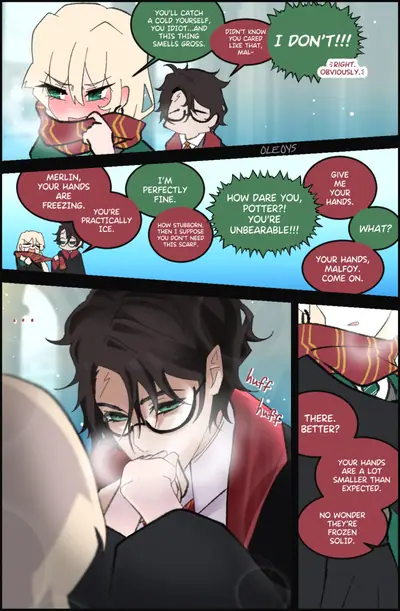 YOU'LL CATCH
A COLD YOURSELF,
YOU IDIOT...AND
THIS THING
SMELLS GROSS.
DIDN'T KNOW
YOU CARED
LIKE THAT,
MAL-
I DON'T!!!
RIGHT.
OBVIOUSLY.
OLEOYS
MERLIN,
YOUR HANDS
ARE
FREEZING.
YOU'RE
PRACTICALLY
ICE.
I'M
PERFECTLY
FINE.
HOW STUBBORN.
THEN I SUPPOSE
YOU DON'T NEED
THIS SCARF.
HOW DARE YOU,
POTTER?!
YOU'RE
UNBEARABLE!!!
GIVE
ME
YOUR
HANDS.
WHAT?
YOUR HANDS,
MALFOY.
COME ON.
...
huff
huff
THERE.
BETTER?
YOUR HANDS
ARE A LOT
SMALLER THAN
EXPECTED.
NO WONDER
THEY'RE
FROZEN
SOLID.